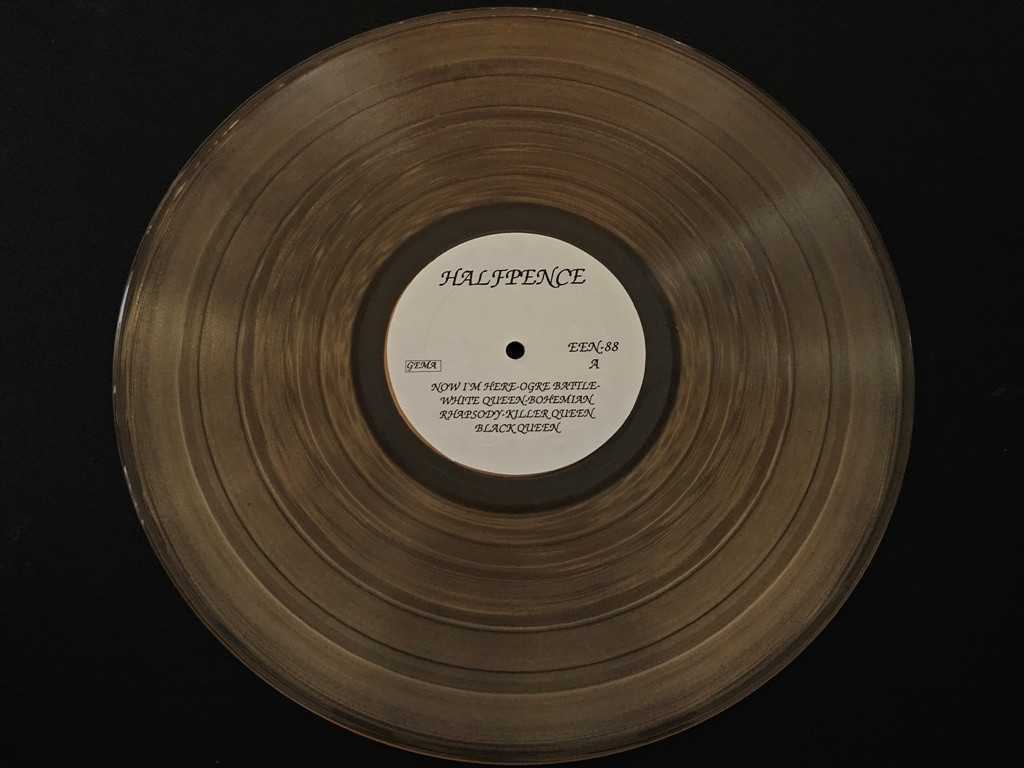 HALFPENCE
EEN-88
A
GEMA
NOW I'M HERE-OGRE BATTLE-
WHITE QUEEN-BOHEMIAN
RHAPSODY-KILLER QUEEN
BLACK QUEEN